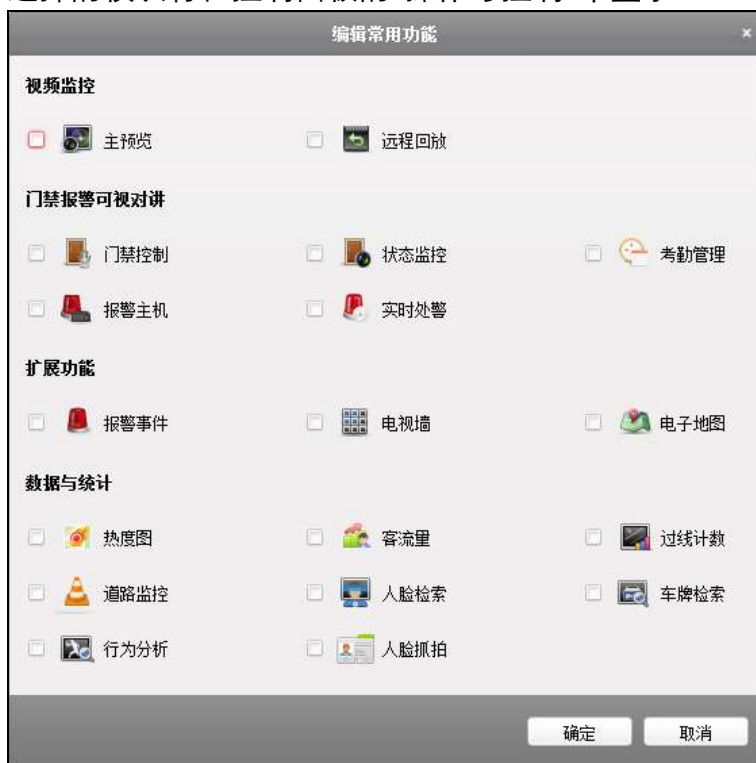 编辑常用功能 ×
视频监控
主预览 远程回放
门禁报警可视对讲
门禁控制 状态监控 考勤管理
报警主机 实时处警
扩展功能
报警事件 电视墙 电子地图
数据与统计
热度图 客流量 过线计数
道路监控 人脸检索 车牌检索
行为分析 人脸抓拍
确定 取消